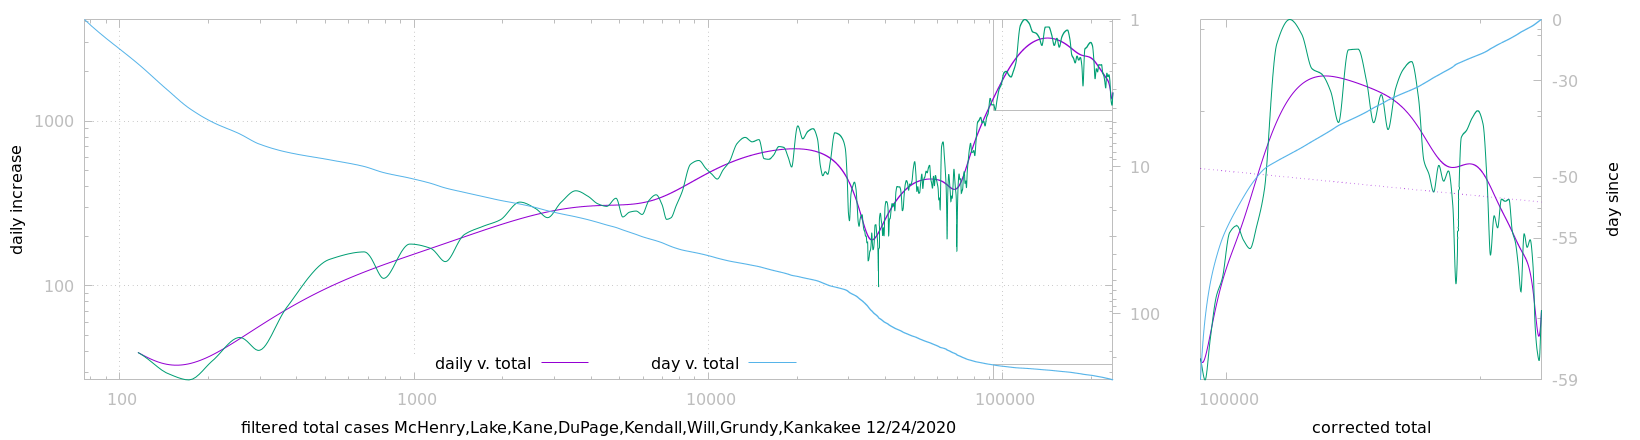 daily increase
1000
100
daily v. total
day v. total
100
1000
10000
100000
filtered total cases McHenry,Lake,Kane,DuPage,Kendall,Will,Grundy,Kankakee 12/24/2020
1
10
100
100000
corrected total
0
-30
-50
-55
-59
day since